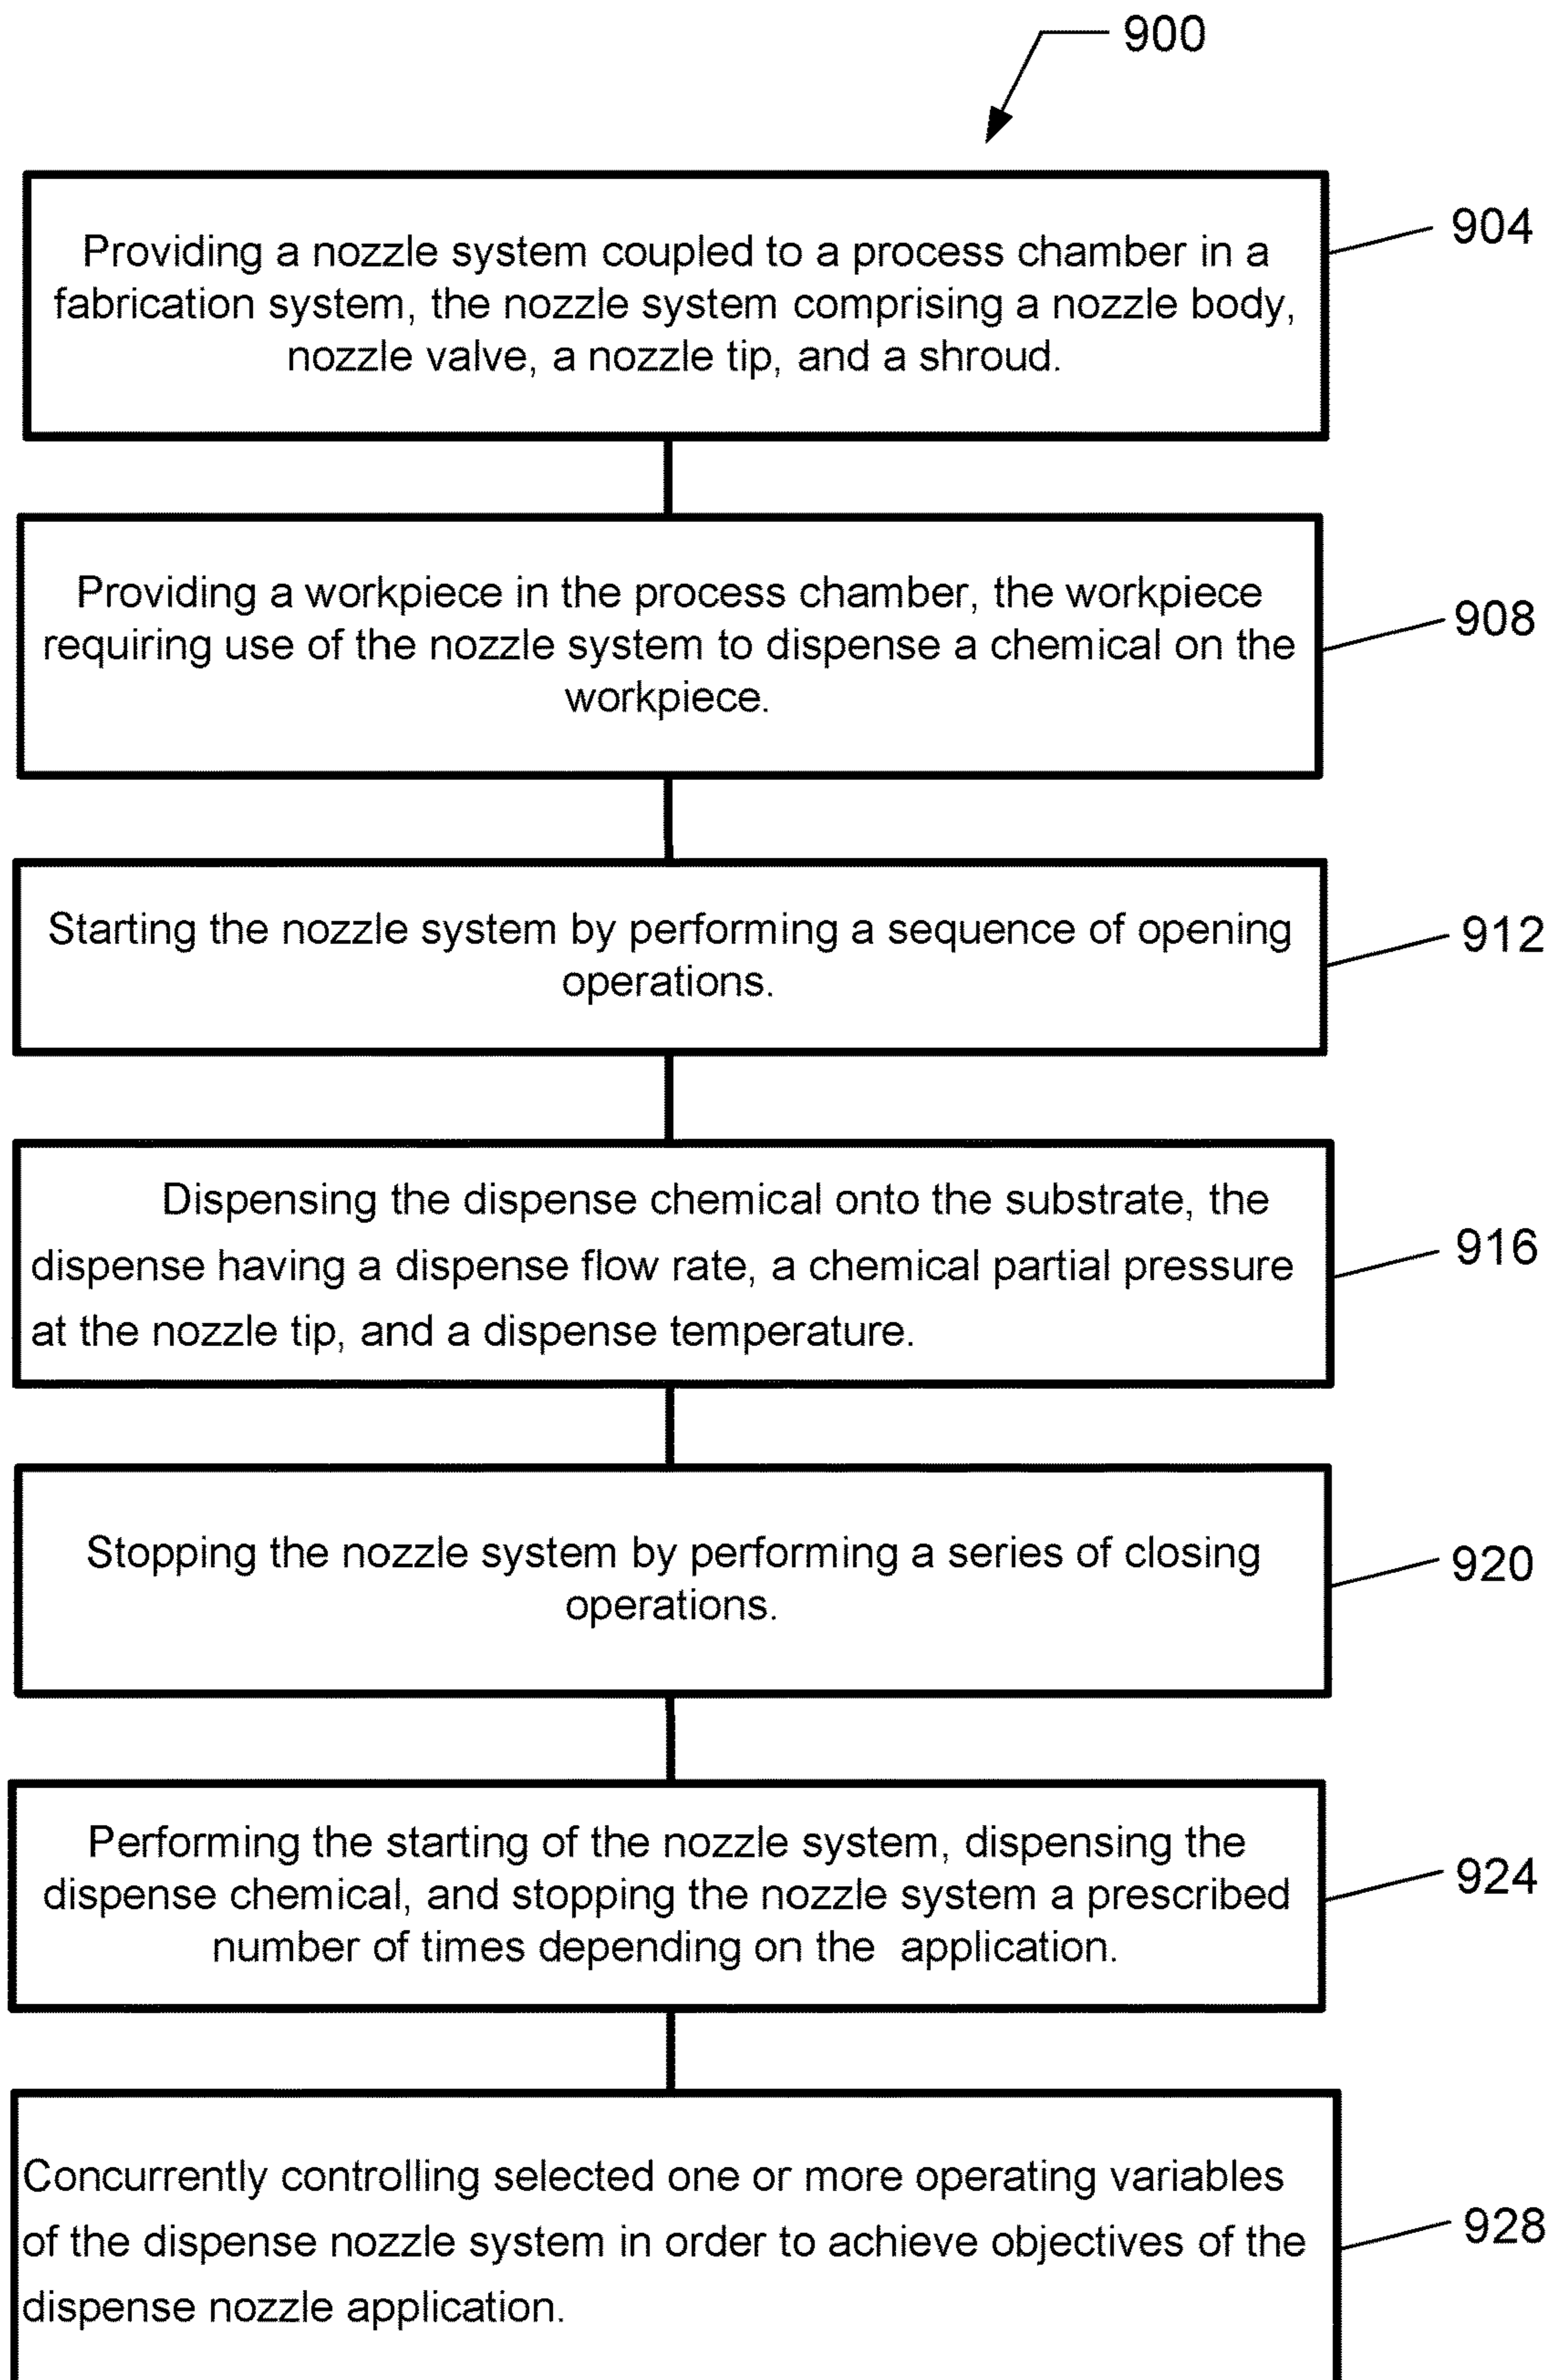 900
Providing a nozzle system coupled to a process chamber in a
fabrication system, the nozzle system comprising a nozzle body,
nozzle valve, a nozzle tip, and a shroud.
904
Providing a workpiece in the process chamber, the workpiece
requiring use of the nozzle system to dispense a chemical on the
workpiece.
908
Starting the nozzle system by performing a sequence of opening
operations.
912
Dispensing the dispense chemical onto the substrate, the
dispense having a dispense flow rate, a chemical partial pressure
at the nozzle tip, and a dispense temperature.
916
Stopping the nozzle system by performing a series of closing
operations.
920
Performing the starting of the nozzle system, dispensing the
dispense chemical, and stopping the nozzle system a prescribed
number of times depending on the  application.
924
Concurrently controlling selected one or more operating variables
of the dispense nozzle system in order to achieve objectives of the
dispense nozzle application.
928